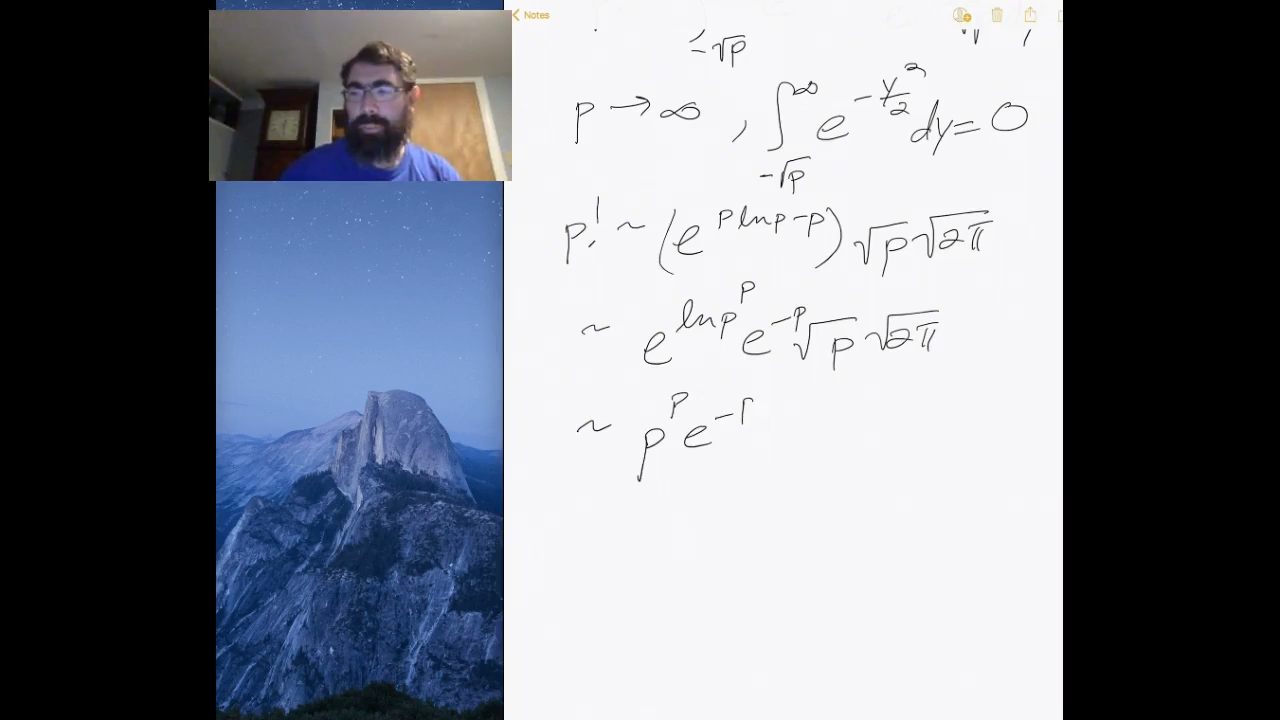 Notes
-√p
p → ∞ , ∫_{-√p}^{∞} e^{-y²/2} dy = 0
p! ~ (e^{p ln p - p}) √p √2π
~ e^{ln p^p} e^{-p} √p √2π
~ p^p e^{-p}